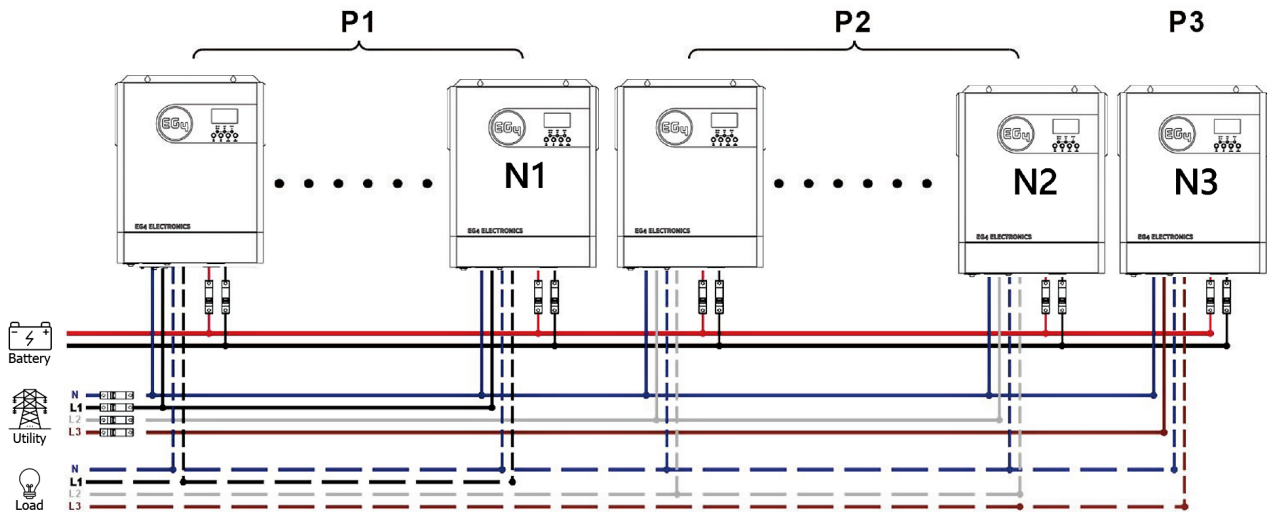 P1 P2 P3
EG4 EG4 EG4 EG4 EG4
N1 N2 N3
EG4 ELECTRONICS EG4 ELECTRONICS EG4 ELECTRONICS EG4 ELECTRONICS EG4 ELECTRONICS
Battery
N
L1
L2
L3
Utility
N
L1
L2
L3
Load